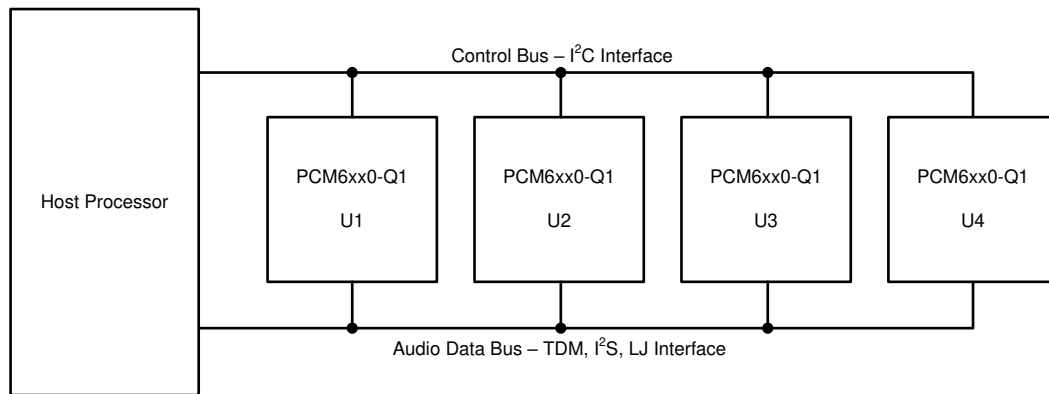 Control Bus – I²C Interface
Host Processor
PCM6xx0-Q1
U1
PCM6xx0-Q1
U2
PCM6xx0-Q1
U3
PCM6xx0-Q1
U4
Audio Data Bus – TDM, I²S, LJ Interface